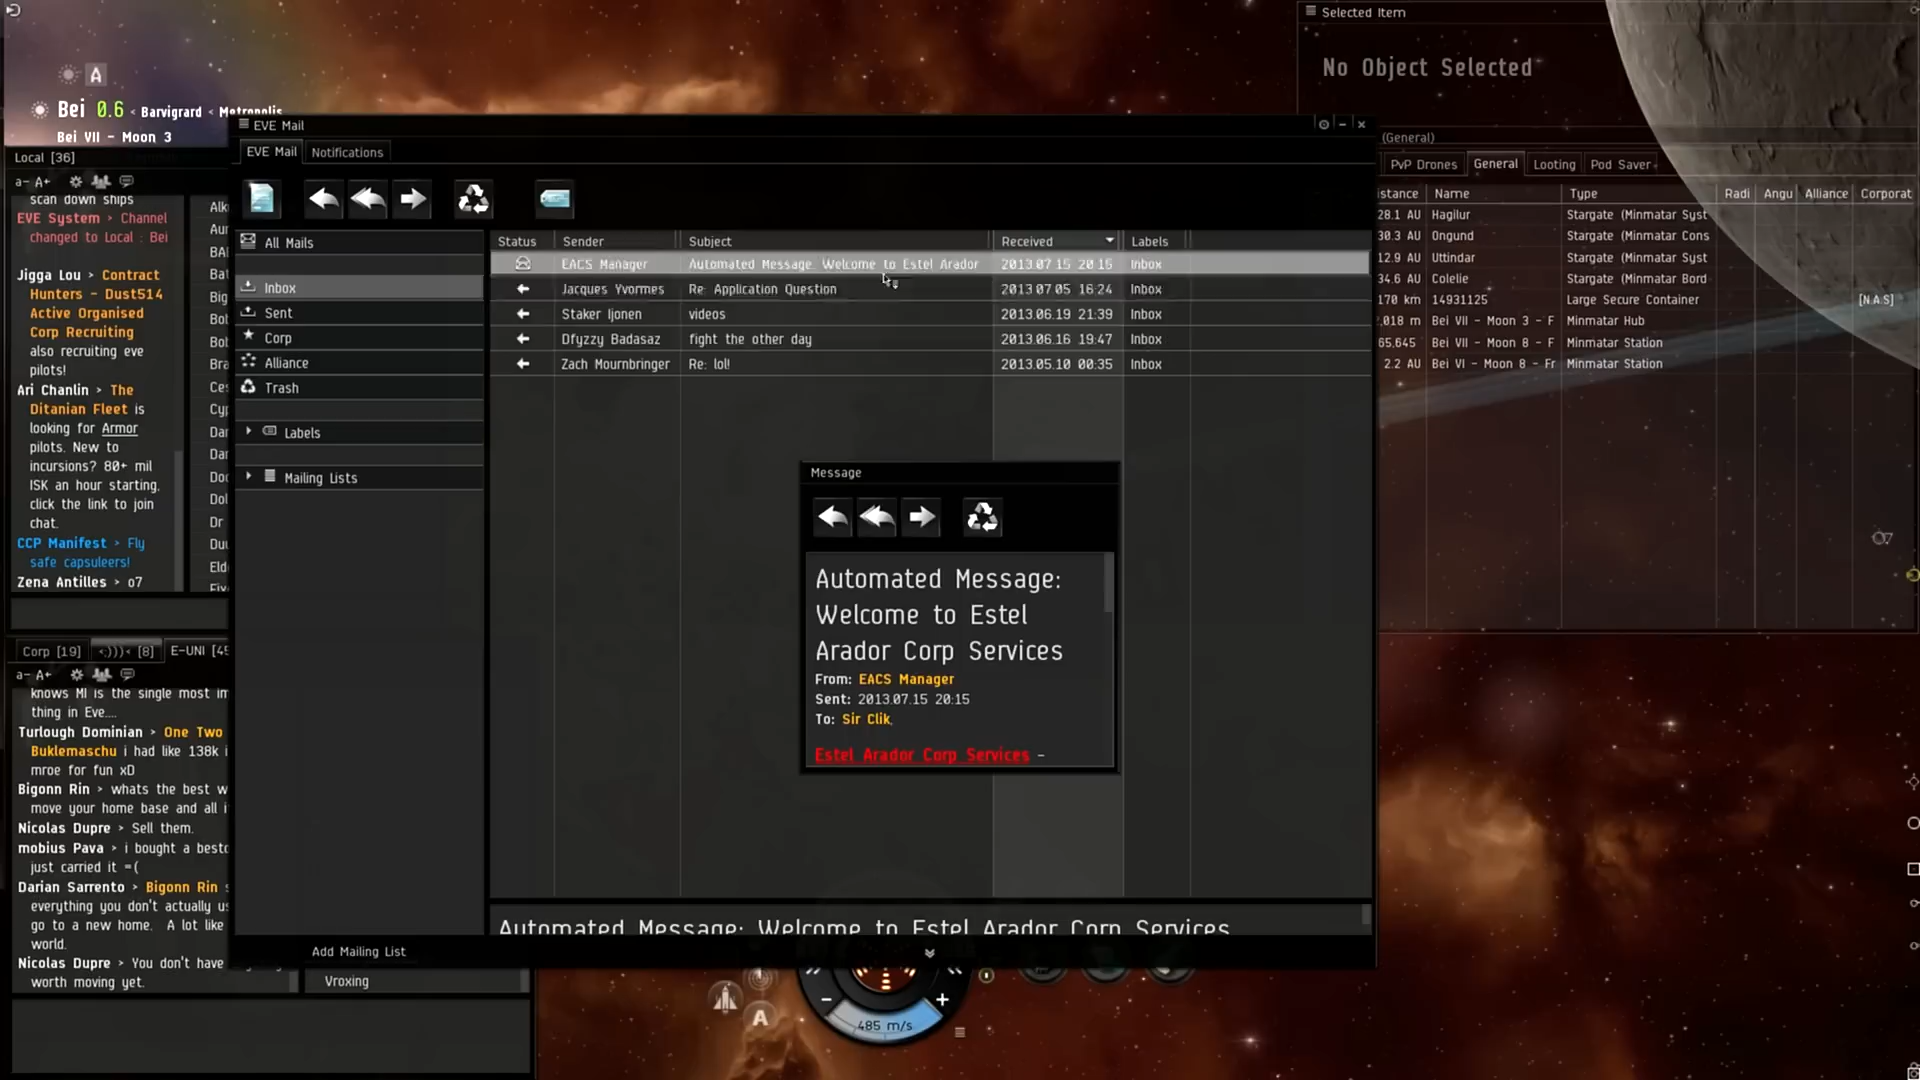 Selected Item
No Object Selected
A
Bei 0.6 < Barvigrard < Metropolis
Bei VII - Moon 3
Local [36]
a- A+
scan down ships
EVE System > Channel
changed to Local : Bei
Jigga Lou > Contract
Hunters - Dust514
Active Organised
Corp Recruiting
also recruiting eve
pilots!
Ari Chanlin > The
Ditanian Fleet is
looking for Armor
pilots. New to
incursions? 80+ mil
ISK an hour starting.
click the link to join
chat.
CCP Manifest > Fly
safe capsuleers!
Zena Antilles > o7
EVE Mail
EVE Mail Notifications
All Mails
Inbox
Sent
Corp
Alliance
Trash
Labels
Mailing Lists
Add Mailing List
Status Sender Subject Received Labels
EACS Manager Automated Message: Welcome to Estel Arador 2013.07.15 20:15 Inbox
Jacques Yvormes Re: Application Question 2013.07.05 16:24 Inbox
Staker Ijonen videos 2013.06.19 21:39 Inbox
Dfyzzy Badasaz fight the other day 2013.06.16 19:47 Inbox
Zach Mournbringer Re: lol! 2013.05.10 00:35 Inbox
Message
Automated Message:
Welcome to Estel
Arador Corp Services
From: EACS Manager
Sent: 2013.07.15 20:15
To: Sir Clik,
Estel Arador Corp Services -
Automated Message: Welcome to Estel Arador Corp Services
(General)
PvP Drones General Looting Pod Saver
istance Name Type Radi Angu Alliance Corporat
28.1 AU Hagilur Stargate (Minmatar Syst
30.3 AU Ongund Stargate (Minmatar Cons
12.9 AU Uttindar Stargate (Minmatar Syst
34.6 AU Colelie Stargate (Minmatar Bord
170 km 14931125 Large Secure Container [N.A.S]
,018 m Bei VII - Moon 3 - F Minmatar Hub
65.645 Bei VII - Moon 8 - F Minmatar Station
2.2 AU Bei VI - Moon 8 - Fr Minmatar Station
Corp [19] <:)))< [8] E-UNI [45
a- A+
knows MI is the single most im
thing in Eve....
Turlough Dominian > One Two
Buklemaschu i had like 138k i
mroe for fun xD
Bigonn Rin > whats the best w
move your home base and all i
Nicolas Dupre > Sell them.
mobius Pava > i bought a besto
just carried it =(
Darian Sarrento > Bigonn Rin s
everything you don't actually us
go to a new home. A lot like
world.
Nicolas Dupre > You don't have
worth moving yet.
Vroxing
A
485 m/s